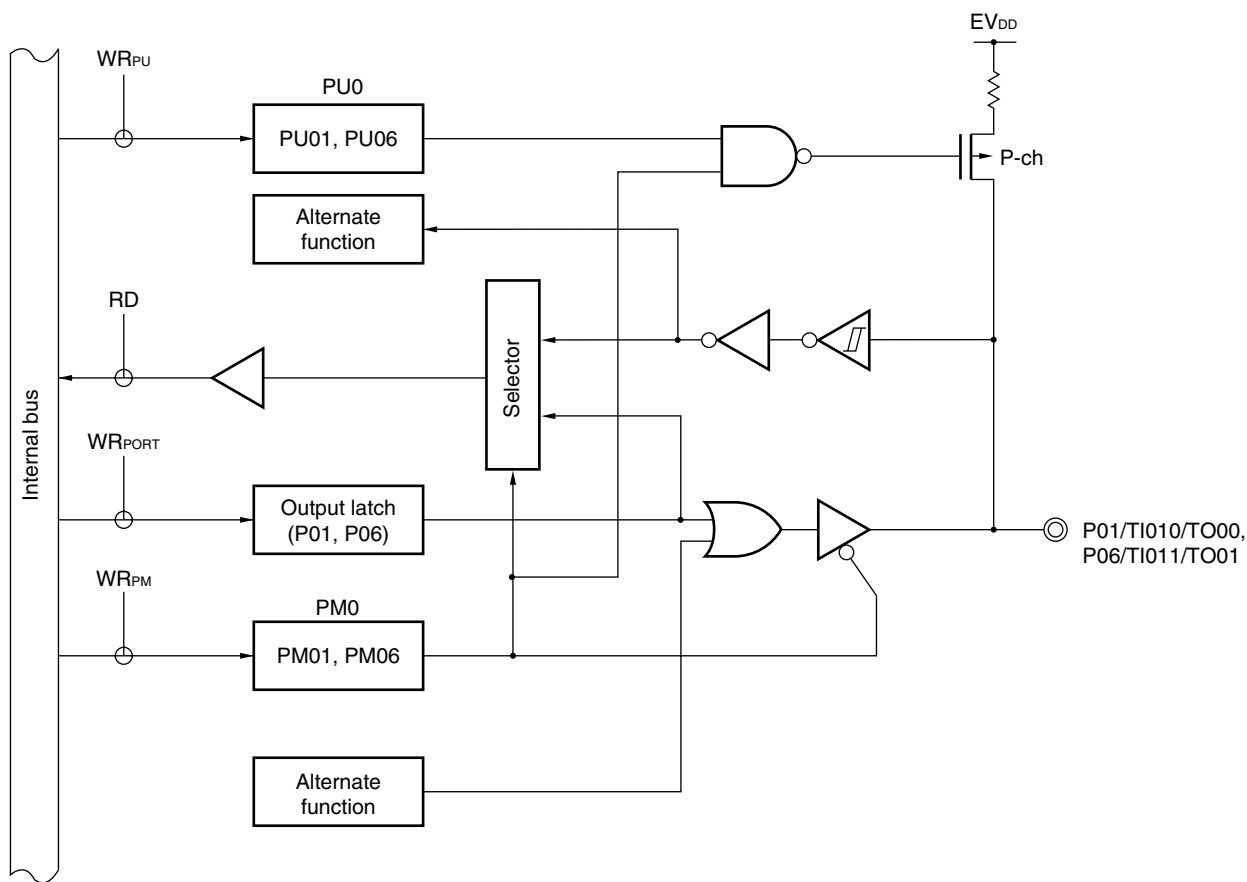 EVDD
WRPU
PU0
PU01, PU06
P-ch
Alternate
function
RD
Selector
Internal bus
WRPORT
Output latch
(P01, P06)
P01/TI010/TO00,
P06/TI011/TO01
WRPM
PM0
PM01, PM06
Alternate
function